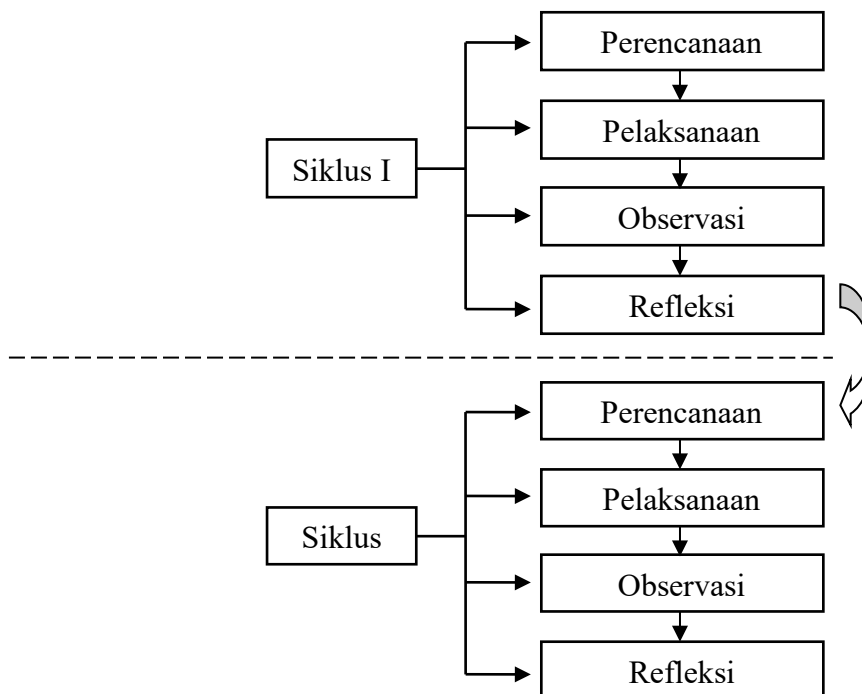 Perencanaan
Pelaksanaan
Siklus I
Observasi
Refleksi
Perencanaan
Pelaksanaan
Siklus
Observasi
Refleksi